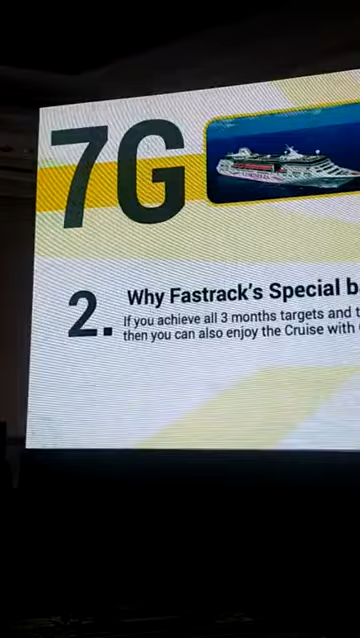 7G
2. Why Fastrack's Special
If you achieve all 3 months targets and
then you can also enjoy the Cruise with